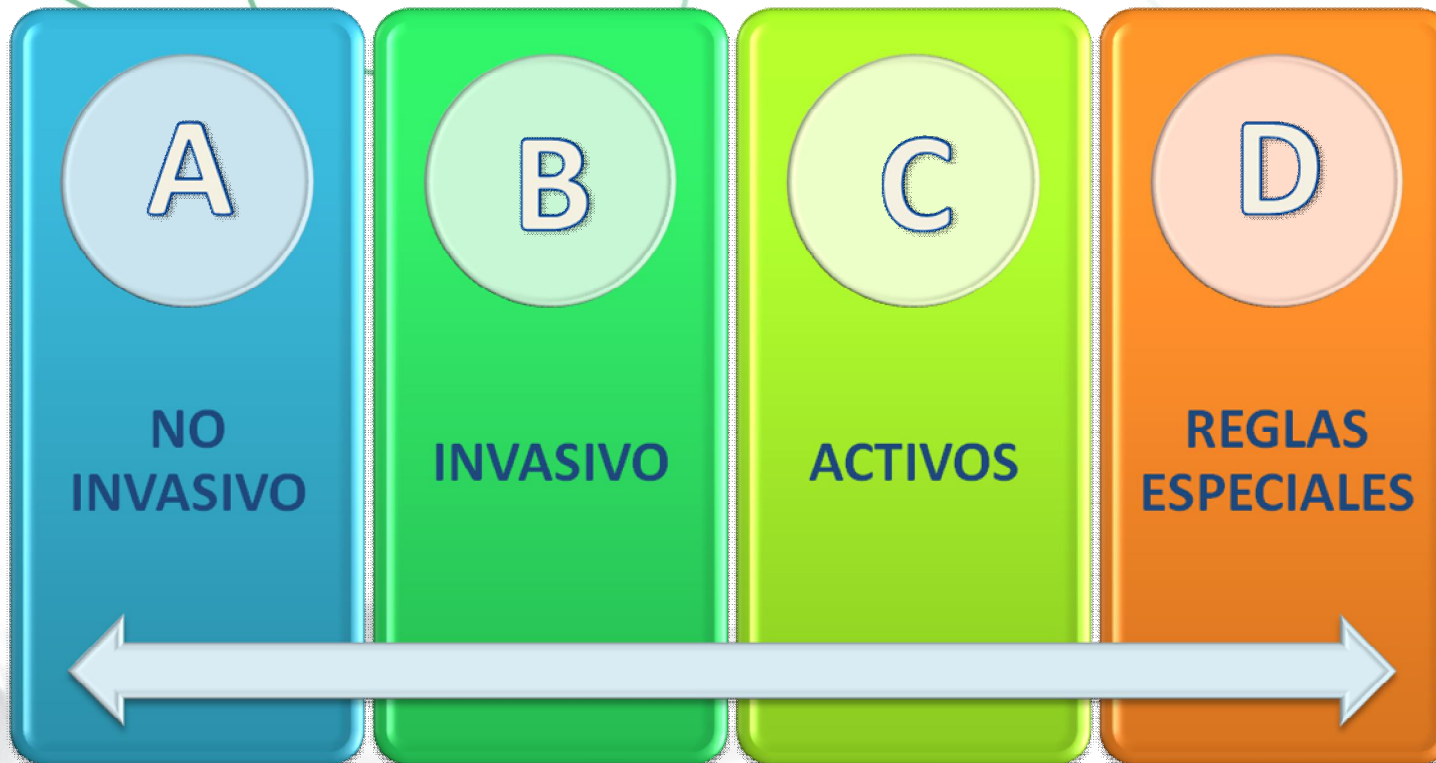 A
NO
INVASIVO
B
INVASIVO
C
ACTIVOS
D
REGLAS
ESPECIALES